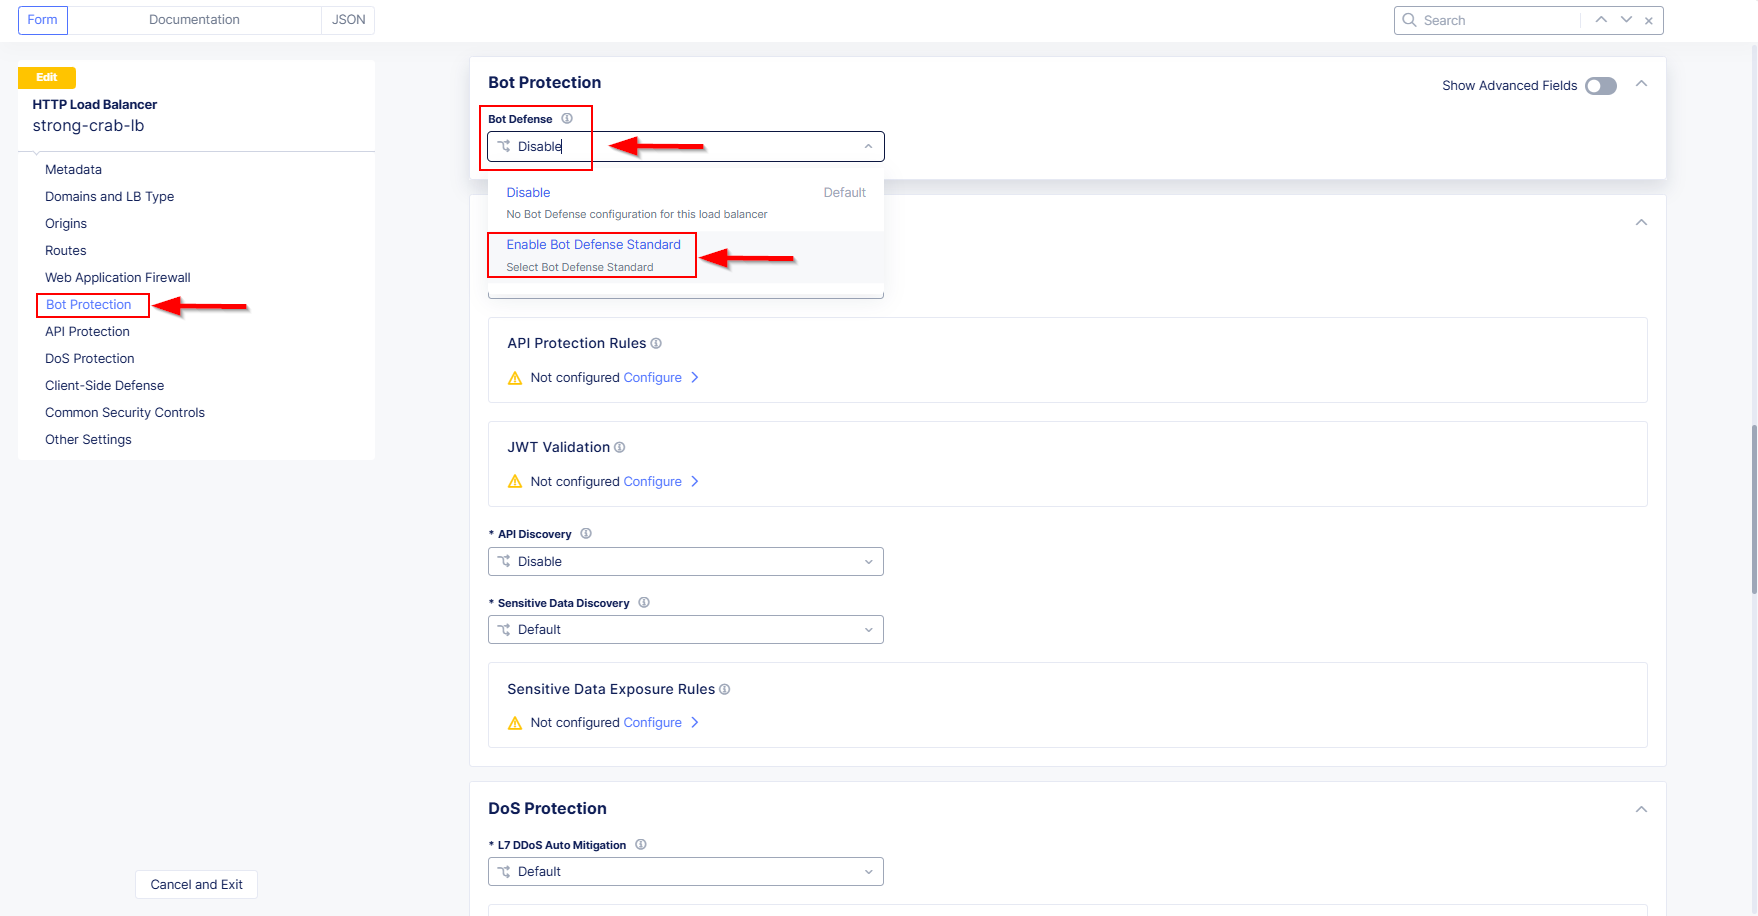 Form
Documentation
JSON
Search
Edit
HTTP Load Balancer
strong-crab-lb
Metadata
Domains and LB Type
Origins
Routes
Web Application Firewall
Bot Protection
API Protection
DoS Protection
Client-Side Defense
Common Security Controls
Other Settings
Cancel and Exit
Bot Protection
Show Advanced Fields
Bot Defense
Disable
Disable Default
No Bot Defense configuration for this load balancer
Enable Bot Defense Standard
Select Bot Defense Standard
API Protection Rules
Not configured Configure
JWT Validation
Not configured Configure
* API Discovery
Disable
* Sensitive Data Discovery
Default
Sensitive Data Exposure Rules
Not configured Configure
DoS Protection
* L7 DDoS Auto Mitigation
Default